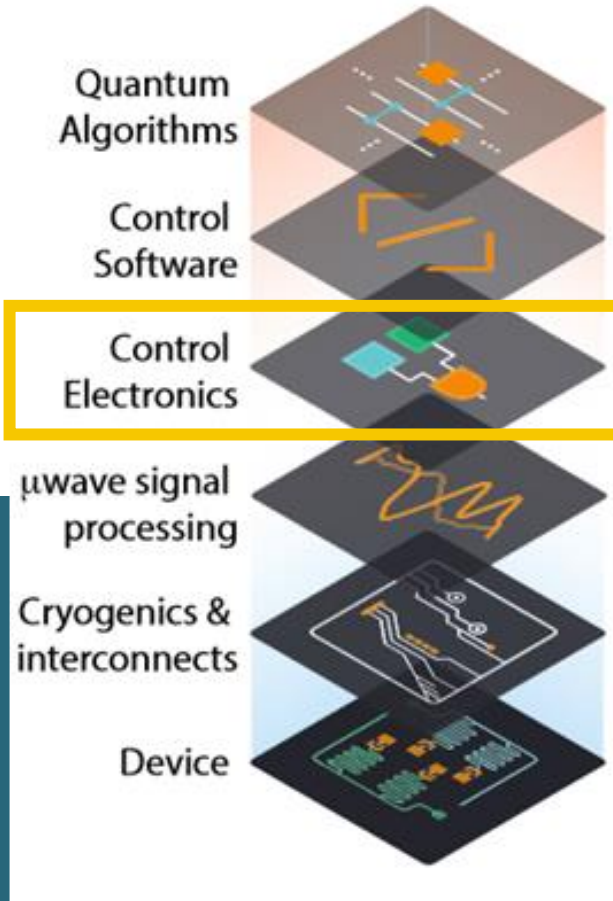 Quantum
Algorithms
Control
Software
Control
Electronics
μwave signal
processing
Cryogenics &
interconnects
Device